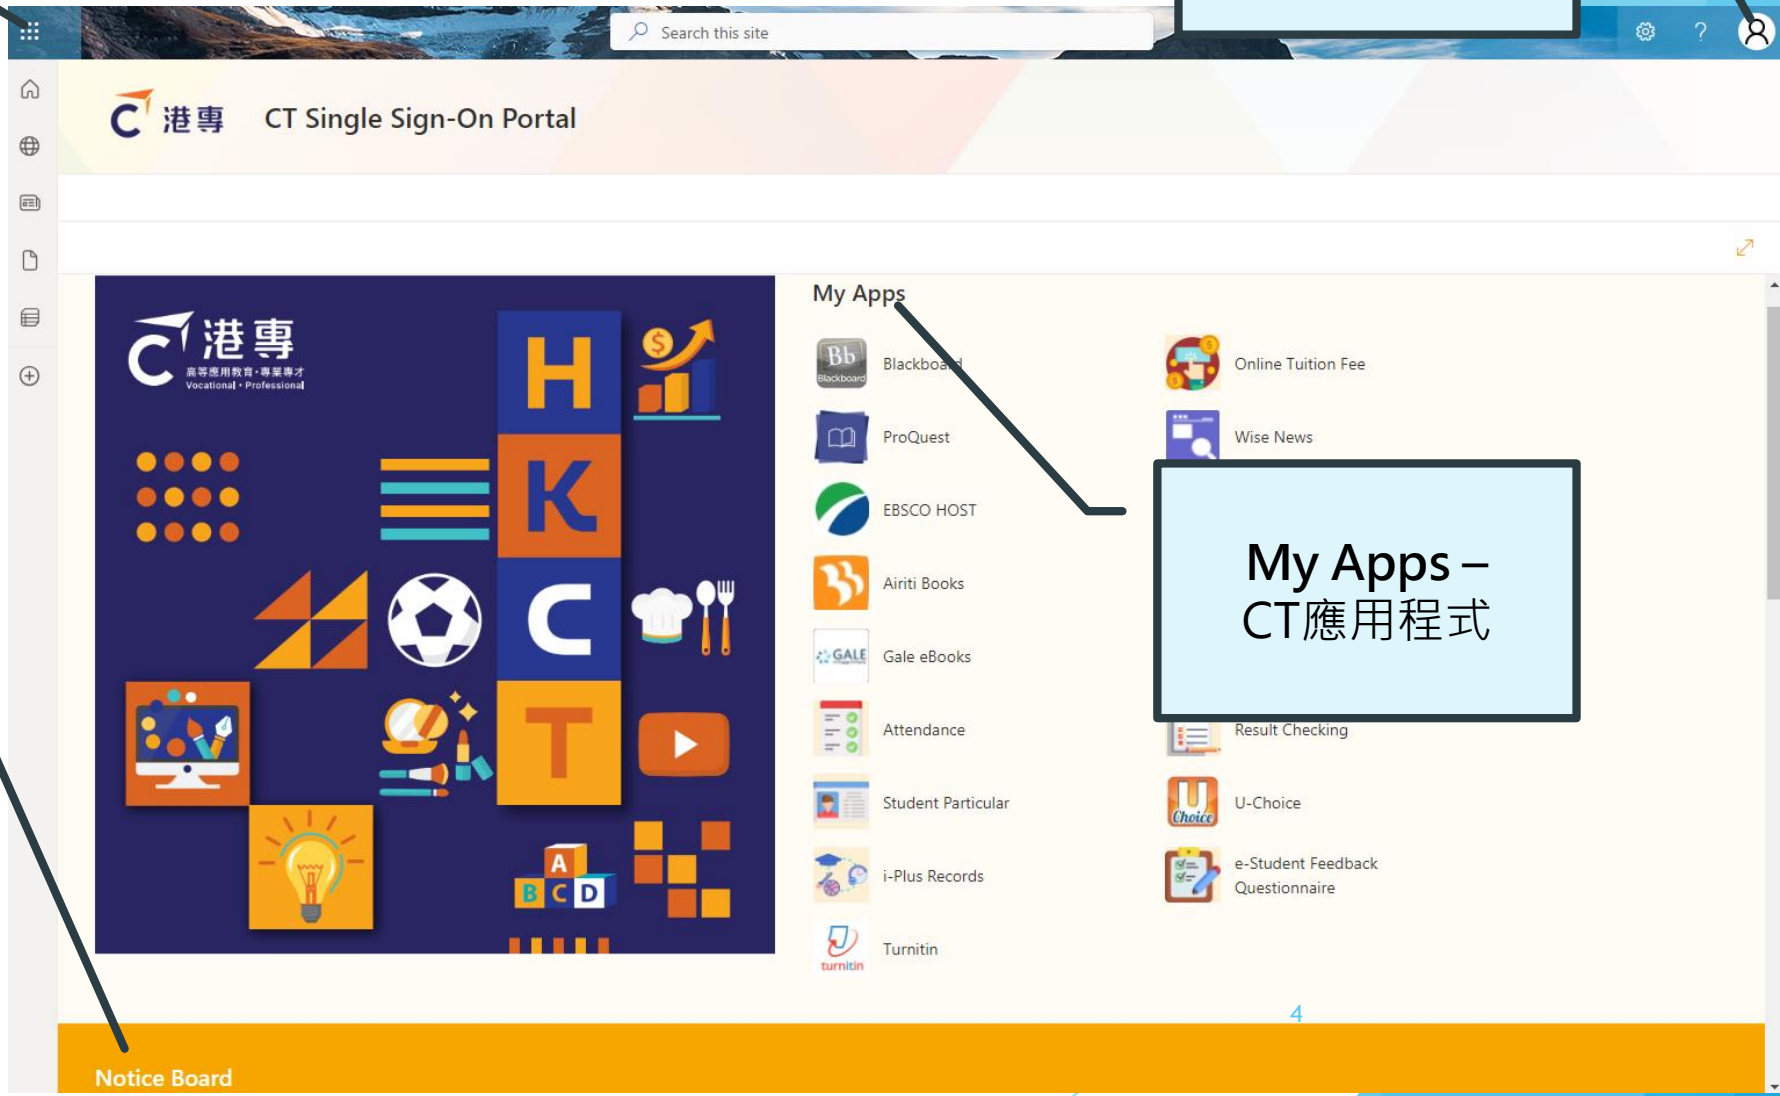 Search this site
?
C 港專
CT Single Sign-On Portal
My Apps
C 港專
高等應用教育·專業專才
Vocational · Professional
H
K
C
T
$
A
B C D
Bb
Blackboard
Blackboard
Online Tuition Fee
ProQuest
Wise News
EBSCO HOST
Airiti Books
GALE
Gale eBooks
Attendance
Result Checking
Student Particular
U
Choice
U-Choice
i-Plus Records
e-Student Feedback
Questionnaire
turnitin
Turnitin
My Apps –
CT應用程式
4
Notice Board